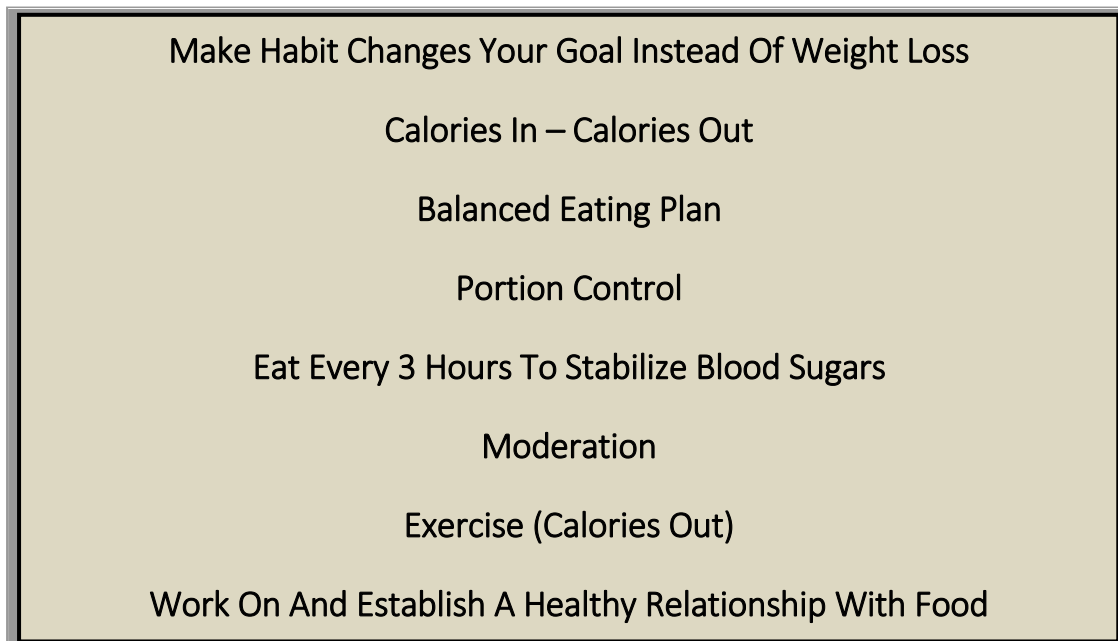 Make Habit Changes Your Goal Instead Of Weight Loss
Calories In – Calories Out
Balanced Eating Plan
Portion Control
Eat Every 3 Hours To Stabilize Blood Sugars
Moderation
Exercise (Calories Out)
Work On And Establish A Healthy Relationship With Food